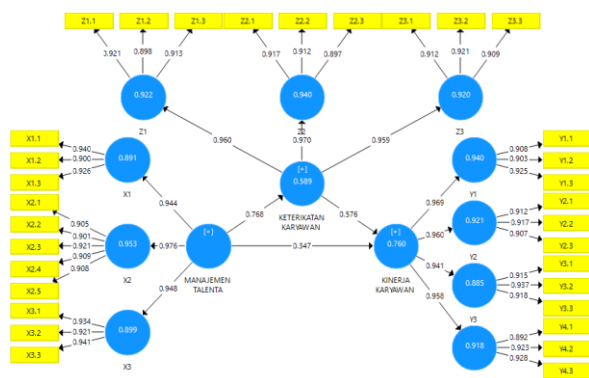 Z1.1 Z1.2 Z1.3 Z2.1 Z2.2 Z2.3 Z3.1 Z3.2 Z3.3
0.921 0.898 0.913 0.917 0.912 0.897 0.912 0.921 0.909
0.922 0.940 0.920
Z1 Z2 Z3
0.960 0.970 0.959
X1.1
X1.2
X1.3
0.940
0.900
0.926
0.891
X1
X2.1
X2.2
X2.3
X2.4
X2.5
0.905
0.901
0.921
0.909
0.908
0.953
X2
X3.1
X3.2
X3.3
0.934
0.921
0.941
0.899
X3
0.944
0.976
0.948
[+]
MANAJEMEN
TALENTA
0.768
0.347
[+]
0.589
KETERIKATAN
KARYAWAN
0.576
[+]
0.760
KINERJA
KARYAWAN
0.969
0.960
0.941
0.958
0.940
Y1
0.908
0.903
0.925
Y1.1
Y1.2
Y1.3
0.921
Y2
0.912
0.917
0.907
Y2.1
Y2.2
Y2.3
0.885
Y3
0.915
0.937
0.918
Y3.1
Y3.2
Y3.3
0.918
0.892
0.923
0.928
Y4.1
Y4.2
Y4.3